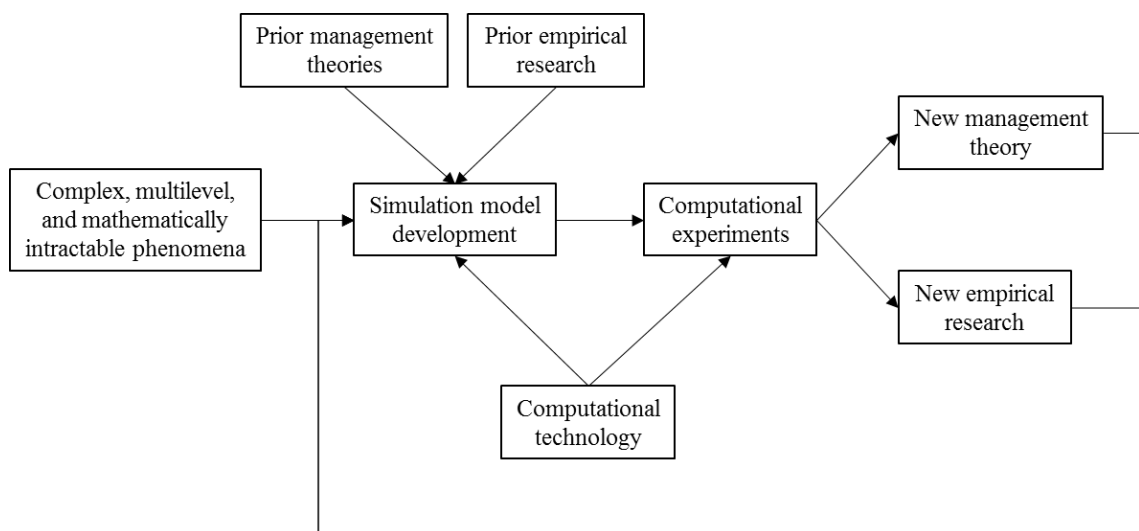 Prior management
theories
Prior empirical
research
New management
theory
Complex, multilevel,
and mathematically
intractable phenomena
Simulation model
development
Computational
experiments
New empirical
research
Computational
technology